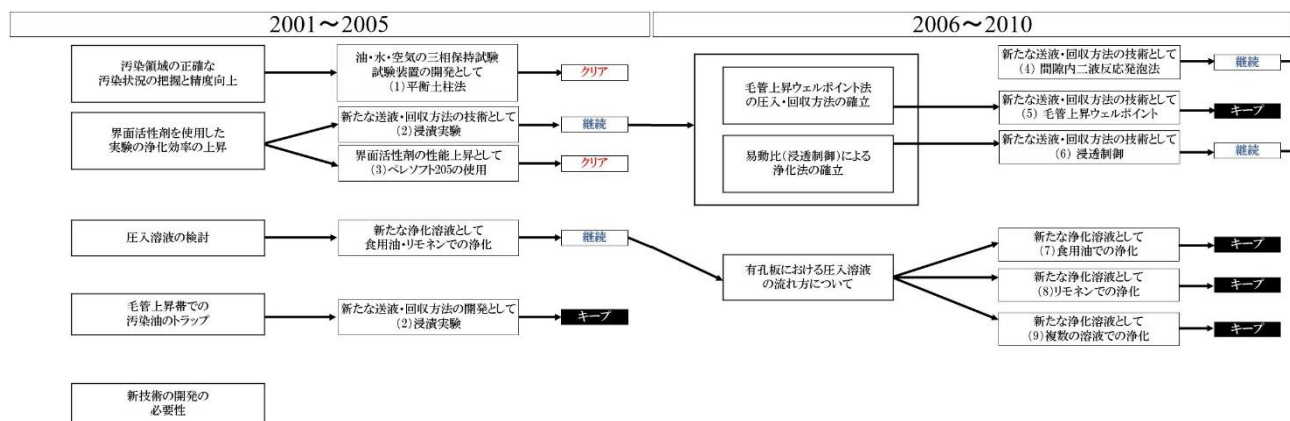 2001～2005
汚染領域の正確な
汚染状況の把握と精度向上
油・水・空気の三相保持試験
試験装置の開発として
(1)平衡土柱法
クリア
界面活性剤を使用した
実験の浄化効率の上昇
新たな送液・回収方法の技術として
(2)浸漬実験
継続
界面活性剤の性能上昇として
(3)ペレソフト205の使用
クリア
圧入溶液の検討
新たな浄化溶液として
食用油・リモネンでの浄化
継続
毛管上昇帯での
汚染油のトラップ
新たな送液・回収方法の開発として
(2)浸漬実験
キープ
新技術の開発の
必要性
2006～2010
毛管上昇ウェルポイント法
の圧入・回収方法の確立
易動比(浸透制御)による
浄化法の確立
新たな送液・回収方法の技術として
(4) 間隙内二液反応発泡法
継続
新たな送液・回収方法の技術として
(5) 毛管上昇ウェルポイント
キープ
新たな送液・回収方法の技術として
(6) 浸透制御
継続
有孔板における圧入溶液
の流れ方について
新たな浄化溶液として
(7)食用油での浄化
キープ
新たな浄化溶液として
(8)リモネンでの浄化
キープ
新たな浄化溶液として
(9)複数の溶液での浄化
キープ